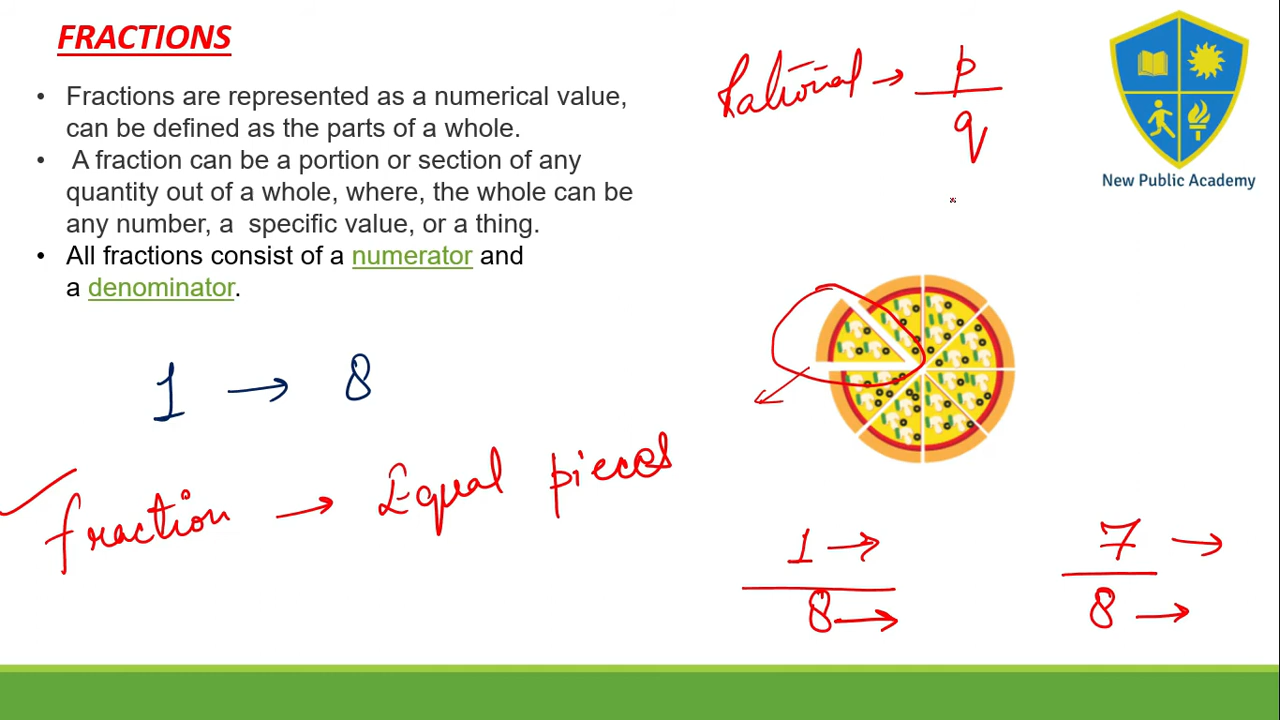 FRACTIONS
• Fractions are represented as a numerical value,
can be defined as the parts of a whole.
• A fraction can be a portion or section of any
quantity out of a whole, where, the whole can be
any number, a specific value, or a thing.
• All fractions consist of a numerator and
a denominator.
1 → 8
fraction → Equal pieces
Rational → p
q
New Public Academy
1 →
8 →
7 →
8 →